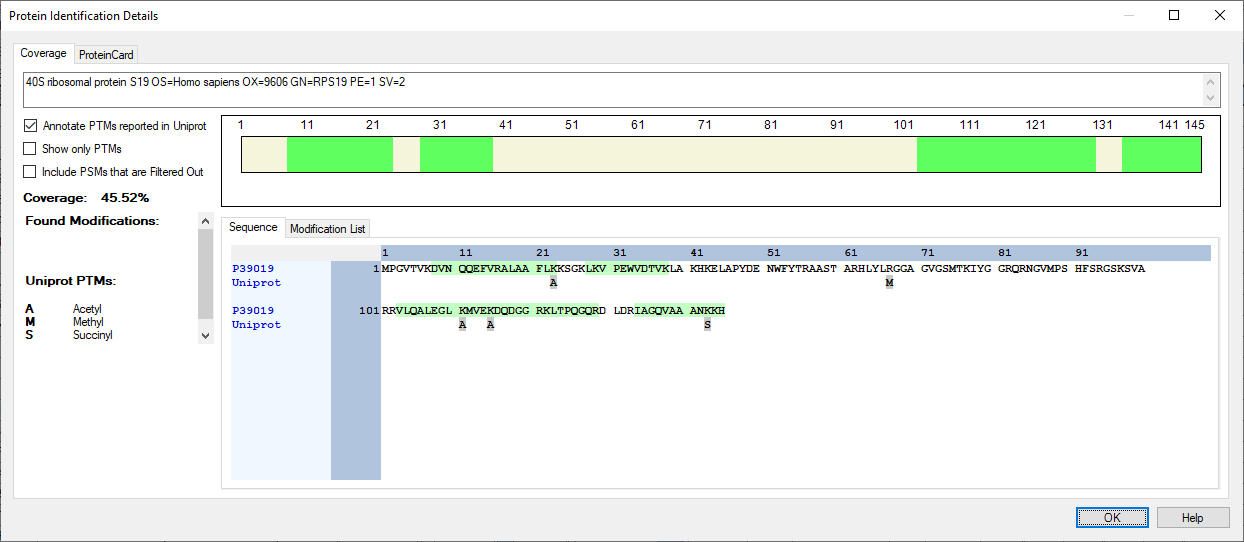 Protein Identification Details
Coverage ProteinCard
40S ribosomal protein S19 OS=Homo sapiens OX=9606 GN=RPS19 PE=1 SV=2
Annotate PTMs reported in Uniprot
Show only PTMs
Include PSMs that are Filtered Out
Coverage: 45.52%
1 11 21 31 41 51 61 71 81 91 101 111 121 131 141 145
Found Modifications:
Uniprot PTMs:
A Acetyl
M Methyl
S Succinyl
Sequence Modification List
1 11 21 31 41 51 61 71 81 91
P39019 1 MPGVTVKDVN QQEFVRALAA FLKKSGKLKV PEWVDTVKLA KHKELAPYDE NWFYTRAAST ARHLYLRGGA GVGSMTKIYG GRQRNGVMPS HFSRGSKSVA
Uniprot A M
P39019 101 RRVLQALEGL KMVEKDQDGG RKLTPQGQRD LDRIAGQVAA ANKKH
Uniprot A A S
OK Help